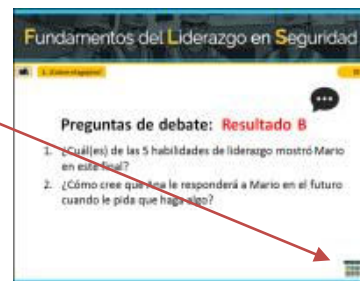 Fundamentos del Liderazgo en Seguridad
Preguntas de debate: Resultado B
1. ¿Cuál(es) de las 5 habilidades de liderazgo mostró Mario
en este final?
2. ¿Cómo cree que Ana le responderá a Mario en el futuro
cuando le pida que haga algo?